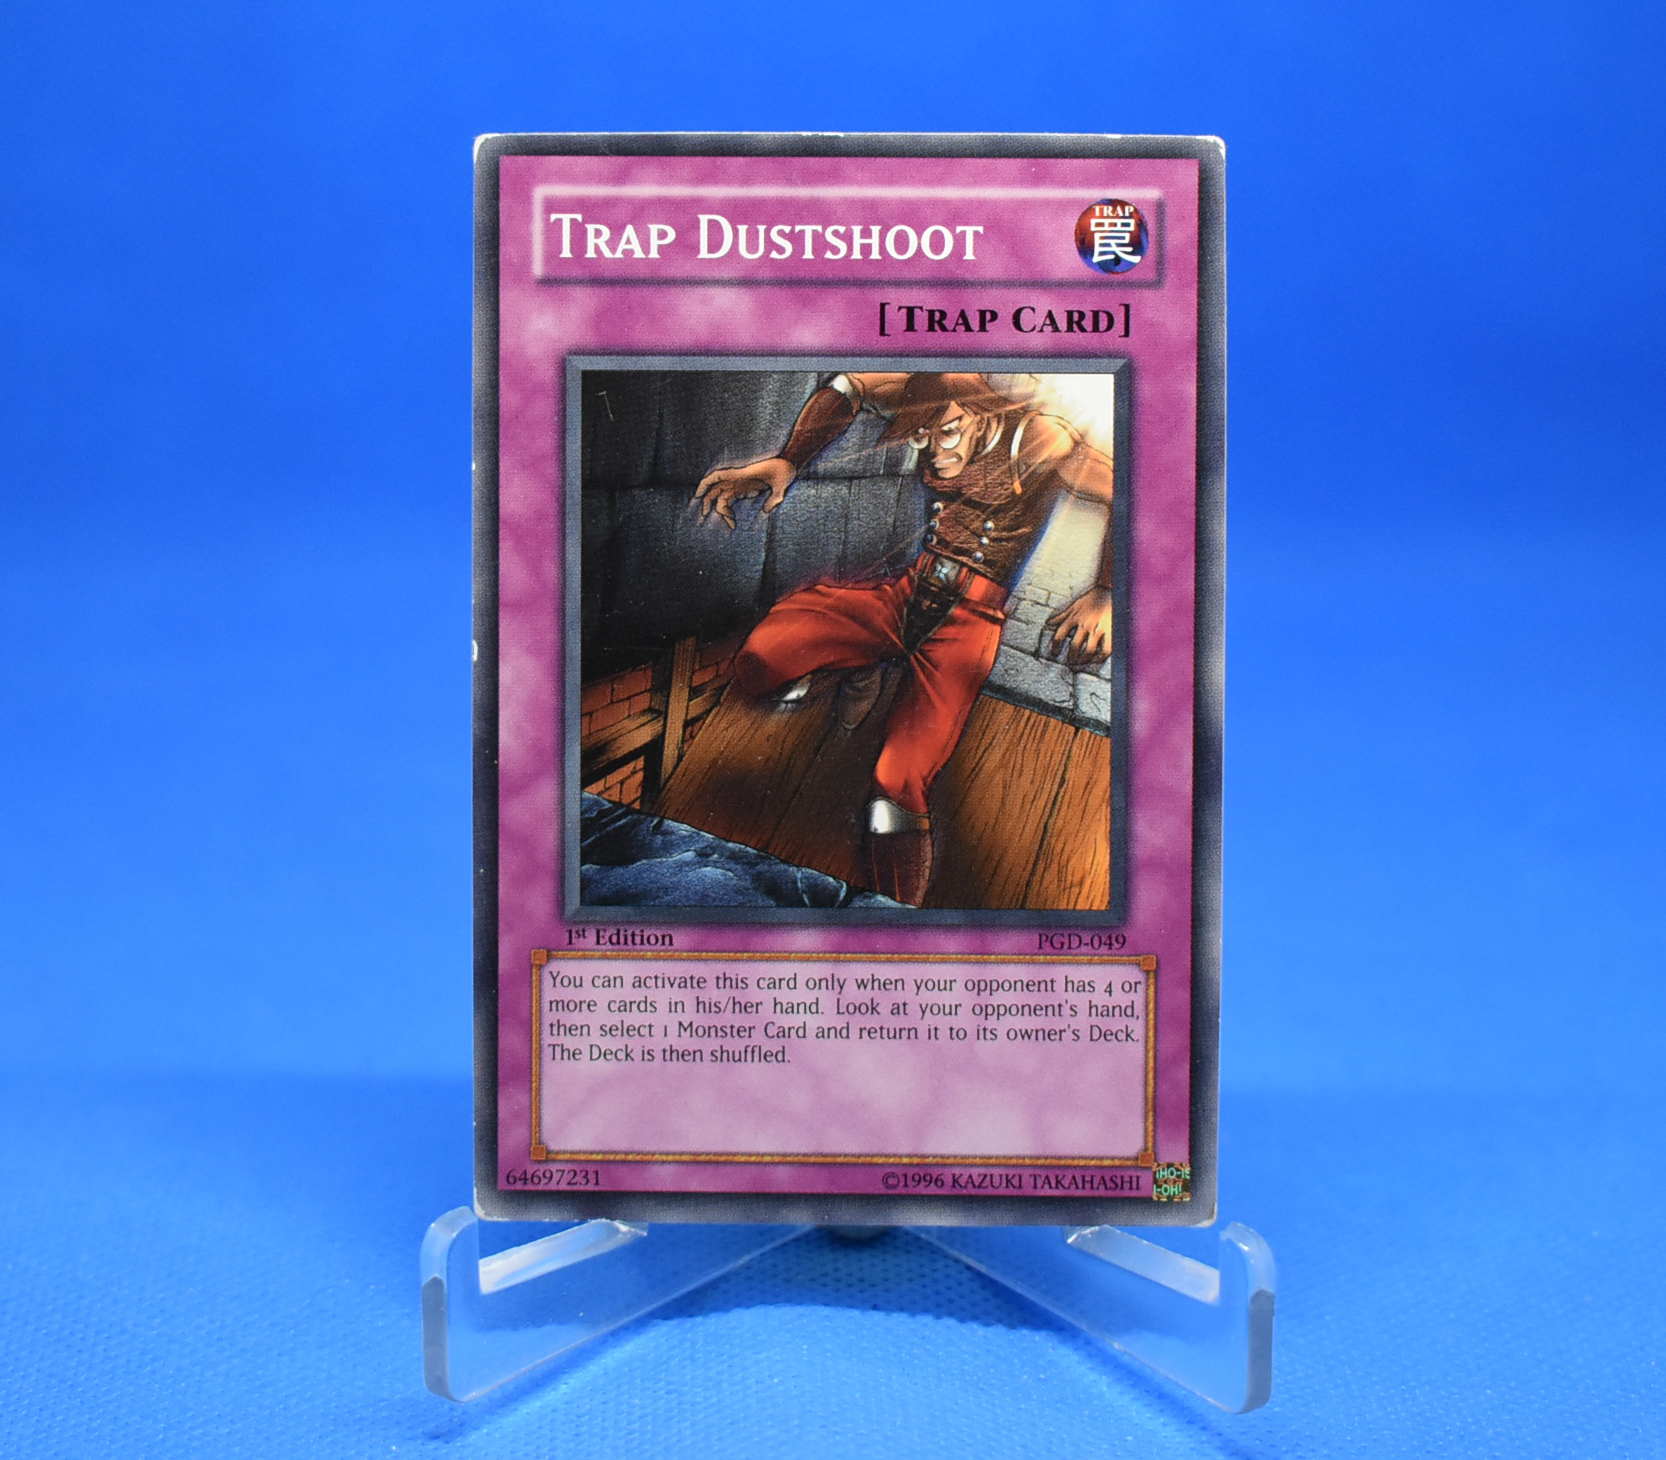 Trap Dustshoot
TRAP
罠
[Trap Card]
1st Edition
PGD-049
You can activate this card only when your opponent has 4 or
more cards in his/her hand. Look at your opponent's hand,
then select 1 Monster Card and return it to its owner's Deck.
The Deck is then shuffled.
64697231
©1996 KAZUKI TAKAHASHI